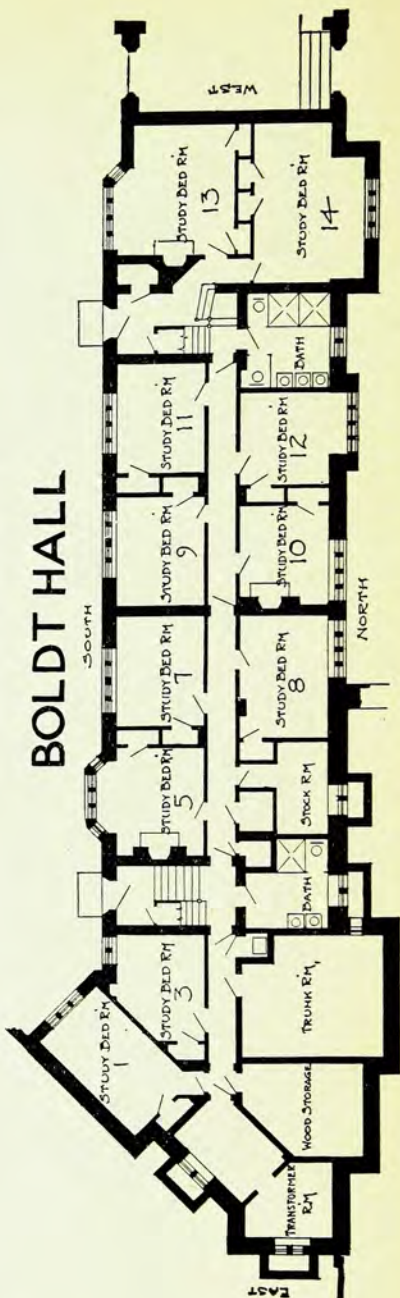 BOLDT HALL
WEST
SOUTH
NORTH
EAST
STUDY BED RM
13
STUDY BED RM
14
BATH
STUDY BED RM
11
STUDY BED RM
12
STUDY BED RM
9
STUDY BED RM
10
STUDY BED RM
7
STUDY BED RM
8
STUDY BED RM
5
STOCK RM
BATH
STUDY BED RM
3
STUDY BED RM
1
TRUNK RM,
WOOD STORAGE
TRANSFORMER
RM